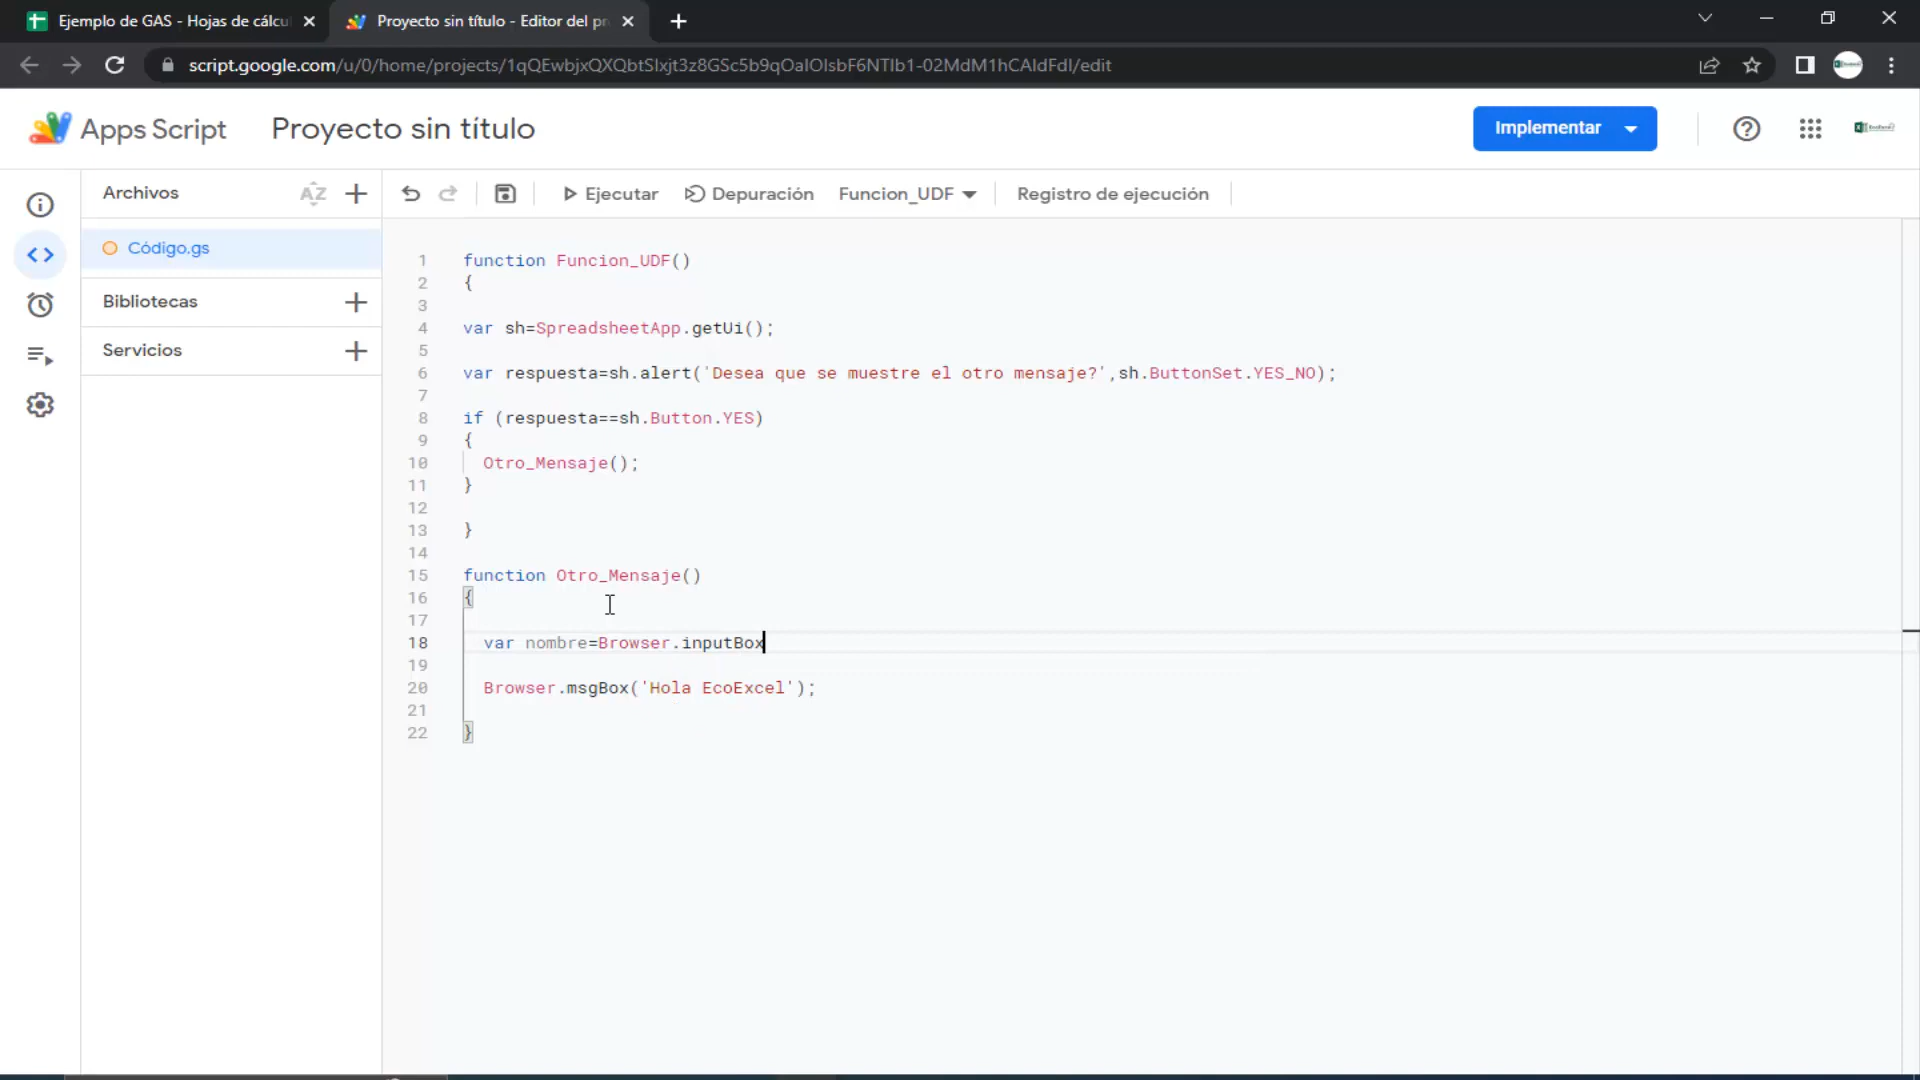 Ejemplo de GAS - Hojas de cálcu
Proyecto sin título - Editor del pr
script.google.com/u/0/home/projects/1qQEwbjxQXQbtSlxjt3z8GSc5b9qOaIOIsbF6NTIb1-02MdM1hCAIdFdI/edit
Apps Script
Proyecto sin título
Implementar
Archivos
AZ
Ejecutar
Depuración
Funcion_UDF
Registro de ejecución
Código.gs
Bibliotecas
Servicios
1 function Funcion_UDF()
2 {
3
4 var sh=SpreadsheetApp.getUi();
5
6 var respuesta=sh.alert('Desea que se muestre el otro mensaje?',sh.ButtonSet.YES_NO);
7
8 if (respuesta==sh.Button.YES)
9 {
10 Otro_Mensaje();
11 }
12
13 }
14
15 function Otro_Mensaje()
16 {
17
18 var nombre=Browser.inputBox
19
20 Browser.msgBox('Hola EcoExcel');
21
22 }